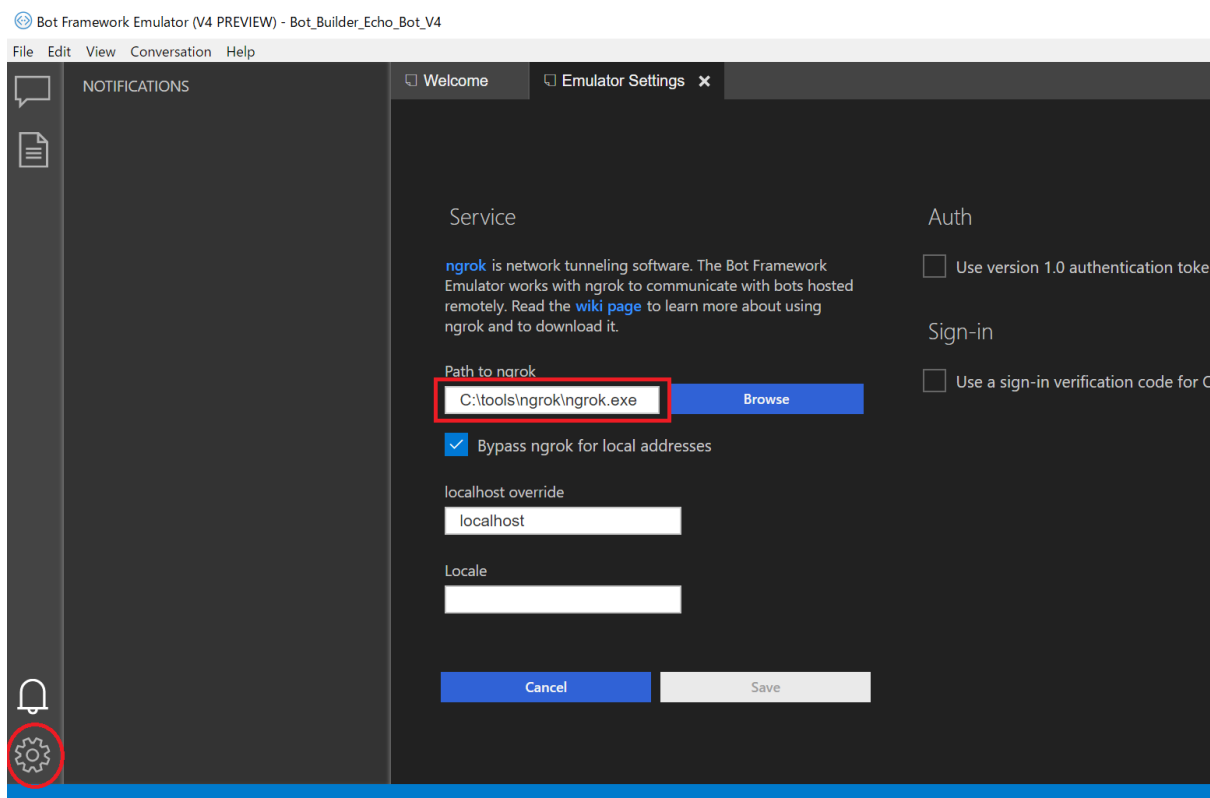 Bot Framework Emulator (V4 PREVIEW) - Bot_Builder_Echo_Bot_V4
File Edit View Conversation Help
NOTIFICATIONS
Welcome
Emulator Settings
Service
ngrok is network tunneling software. The Bot Framework
Emulator works with ngrok to communicate with bots hosted
remotely. Read the wiki page to learn more about using
ngrok and to download it.
Path to ngrok
C:\tools\ngrok\ngrok.exe
Browse
Bypass ngrok for local addresses
localhost override
localhost
Locale
Cancel
Save
Auth
Use version 1.0 authentication toke
Sign-in
Use a sign-in verification code for